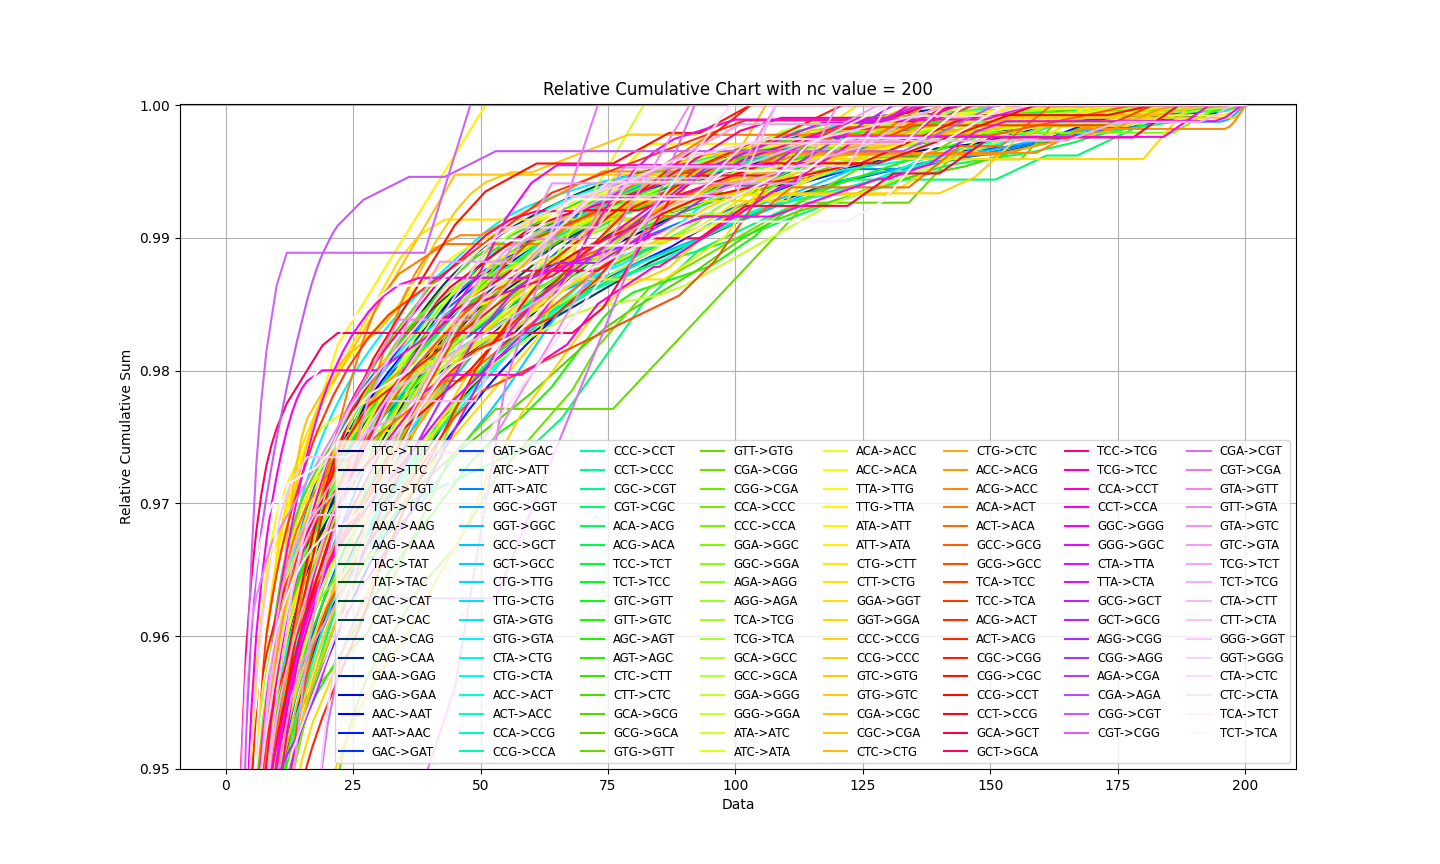 Relative Cumulative Chart with nc value = 200
1.00
0.99
0.98
0.97
0.96
0.95
Relative Cumulative Sum
TTC->TTT GAT->GAC CCC->CCT GTT->GTG ACA->ACC CTG->CTC TCC->TCG CGA->CGT
TTT->TTC ATC->ATT CCT->CCC CGA->CGG ACC->ACA ACC->ACG TCG->TCC CGT->CGA
TGC->TGT ATT->ATC CGC->CGT CGG->CGA TTA->TTG ACG->ACC CCA->CCT GTA->GTT
TGT->TGC GGC->GGT CGT->CGC CCA->CCC TTG->TTA ACA->ACT CCT->CCA GTT->GTA
AAA->AAG GGT->GGC ACA->ACG CCC->CCA ATA->ATT ACT->ACA GGC->GGG GTA->GTC
AAG->AAA GCC->GCT ACG->ACA GGA->GGC ATT->ATA GCC->GCG GGG->GGC GTC->GTA
TAC->TAT GCT->GCC TCC->TCT GGC->GGA CTG->CTT GCG->GCC CTA->TTA TCG->TCT
TAT->TAC CTG->TTG TCT->TCC AGA->AGG CTT->CTG TCA->TCC TTA->CTA TCT->TCG
CAC->CAT TTG->CTG GTC->GTT AGG->AGA GGA->GGT TCC->TCA GCG->GCT CTA->CTT
CAT->CAC GTA->GTG GTT->GTC TCA->TCG GGT->GGA ACG->ACT GCT->GCG CTT->CTA
CAA->CAG GTG->GTA AGC->AGT TCG->TCA CCC->CCG ACT->ACG AGG->CGG GGG->GGT
CAG->CAA CTA->CTG AGT->AGC GCA->GCC CCG->CCC CGC->CGG CGG->AGG GGT->GGG
GAA->GAG CTG->CTA CTC->CTT GCC->GCA GTC->GTG CGG->CGC AGA->CGA CTA->CTC
GAG->GAA ACC->ACT CTT->CTC GGA->GGG GTG->GTC CCG->CCT CGA->AGA CTC->CTA
AAC->AAT ACT->ACC GCA->GCG GGG->GGA CGA->CGC CCT->CCG CGG->CGT TCA->TCT
AAT->AAC CCA->CCG GCG->GCA ATA->ATC CGC->CGA GCA->GCT CGT->CGG TCT->TCA
GAC->GAT CCG->CCA GTG->GTT ATC->ATA CTC->CTG GCT->GCA
0 25 50 75 100 125 150 175 200
Data